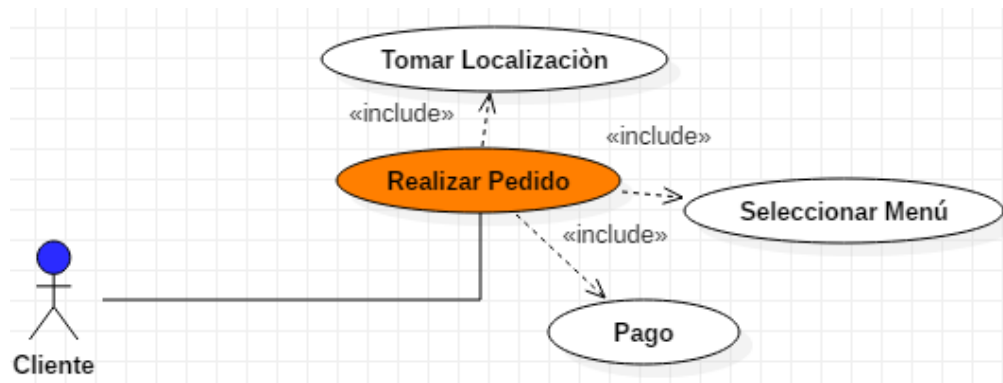 Tomar Localizaciòn
«include»
«include»
Realizar Pedido
Seleccionar Menú
«include»
Pago
Cliente